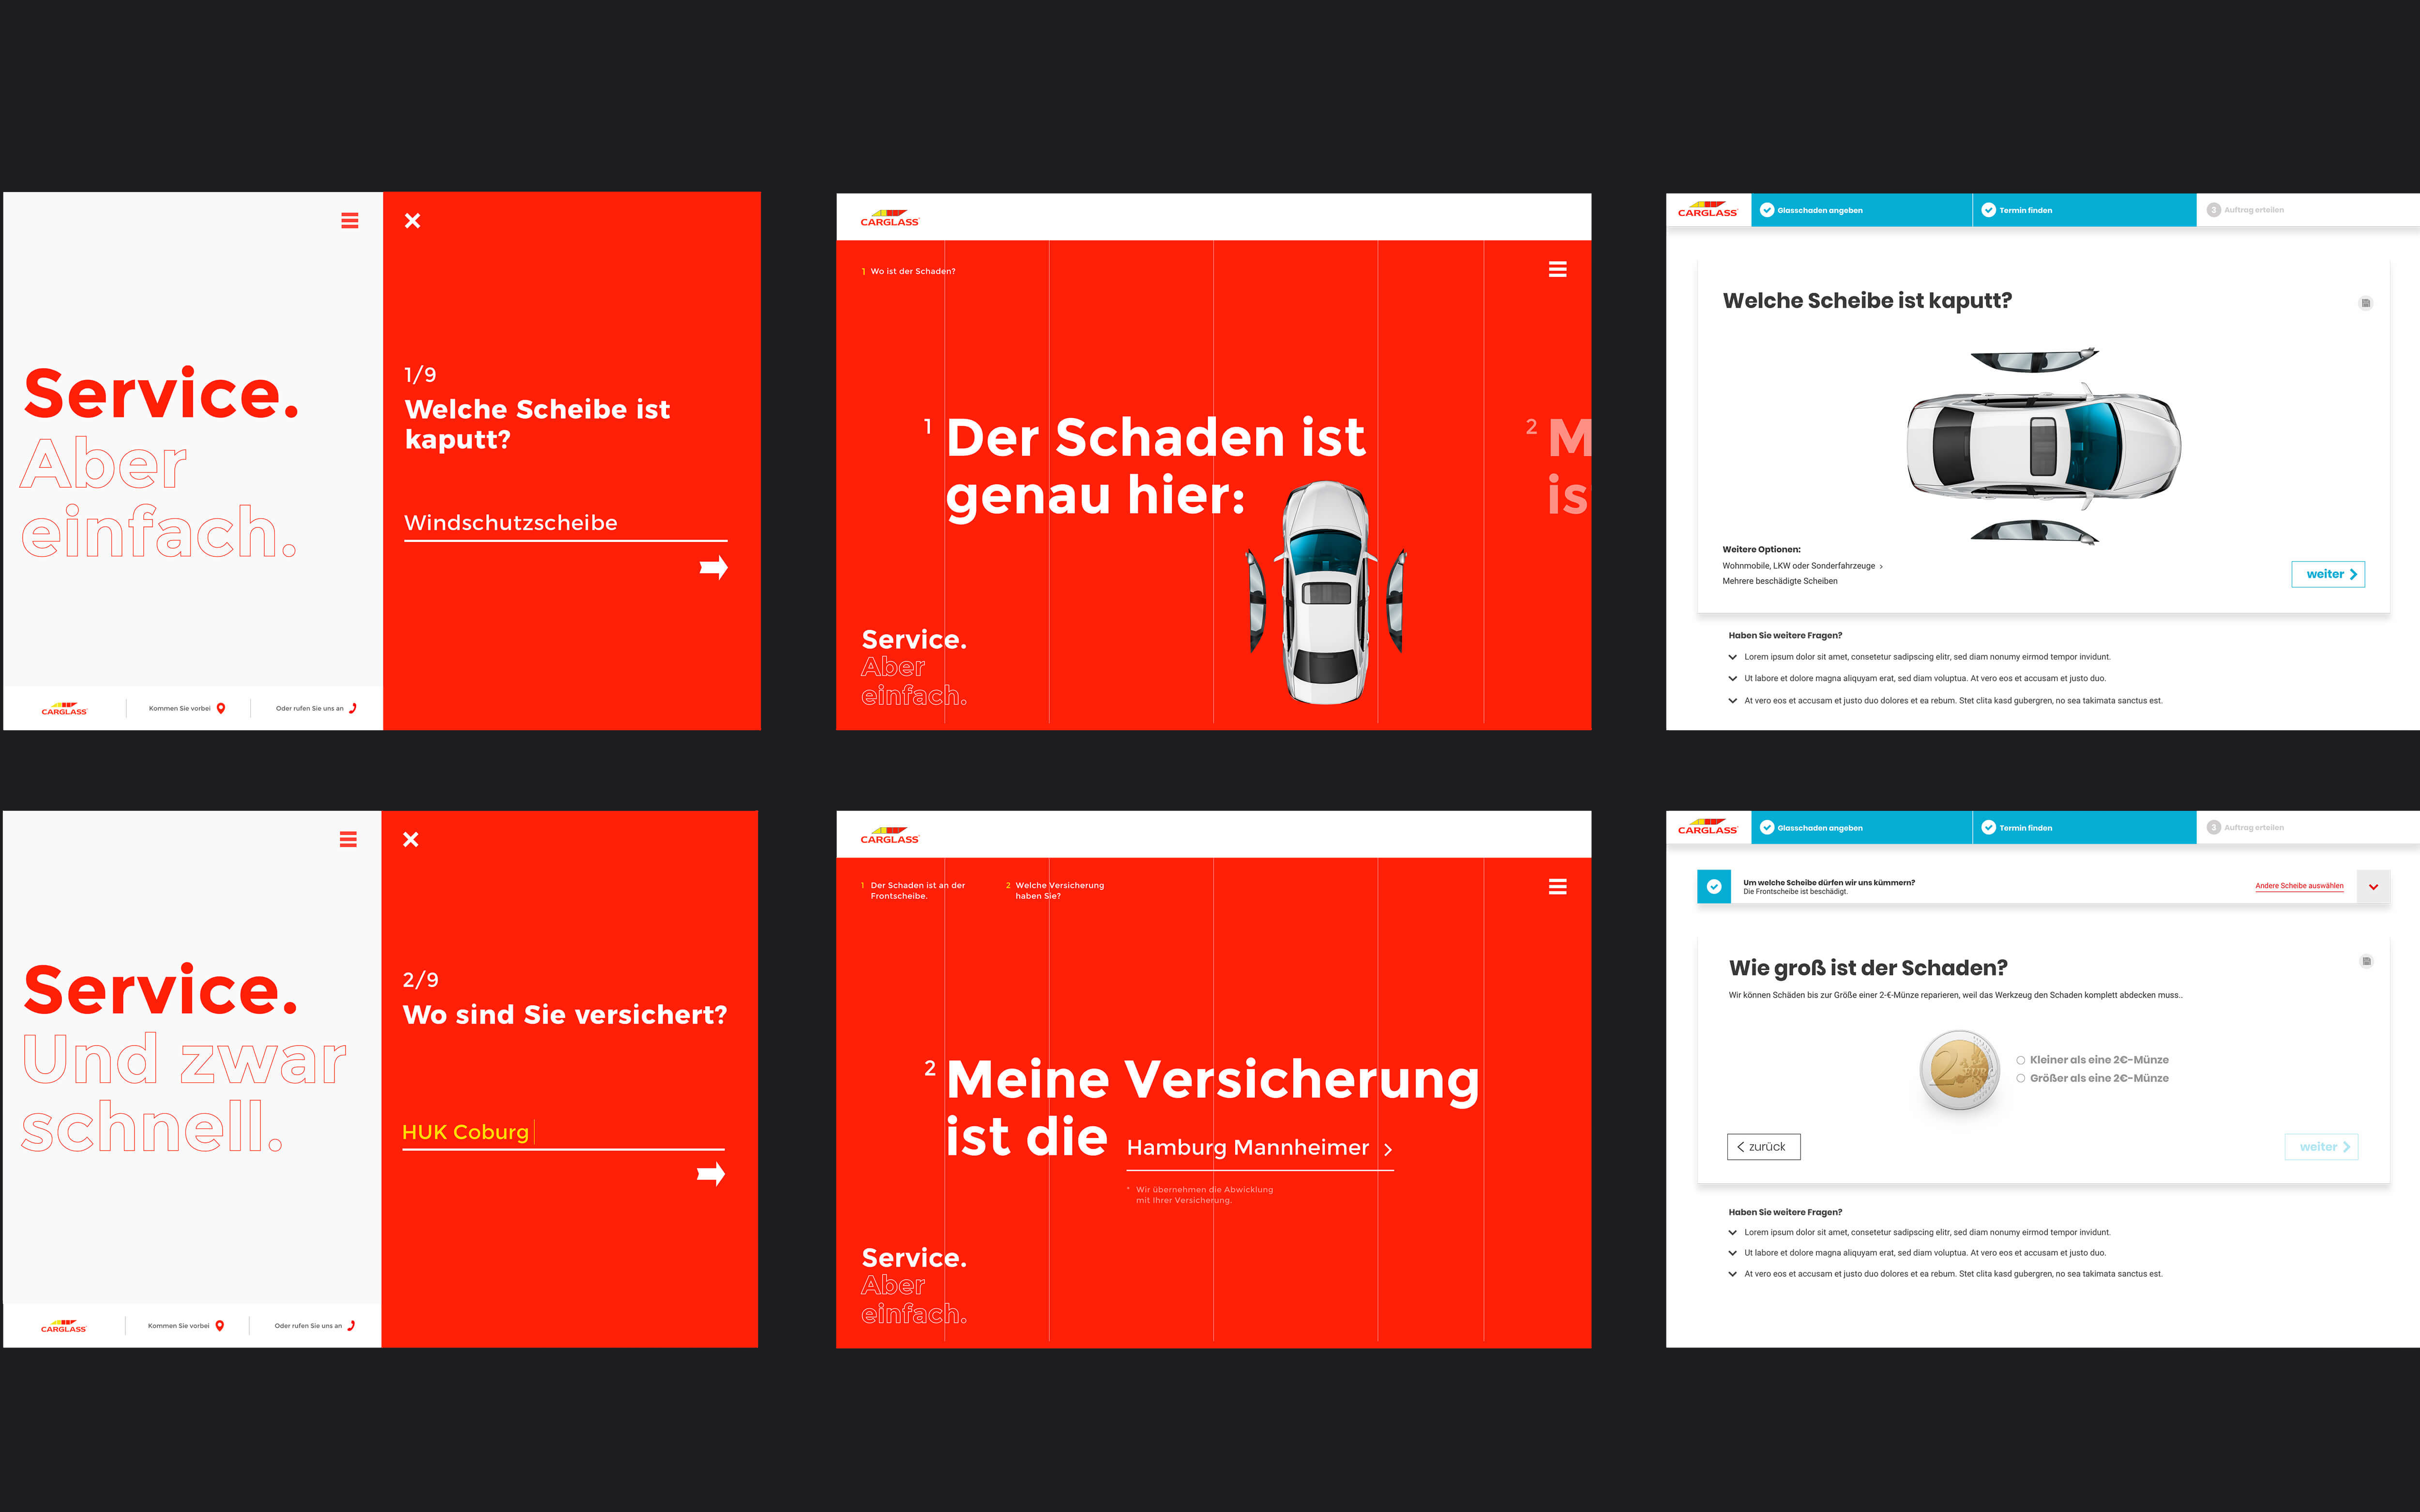 Service.
Aber
einfach.
CARGLASS
Kommen Sie vorbei
Oder rufen Sie uns an
1/9
Welche Scheibe ist
kaputt?
Windschutzscheibe
CARGLASS
1 Wo ist der Schaden?
1 Der Schaden ist
genau hier:
2 M
is
Service.
Aber
einfach.
CARGLASS
Glasschaden angeben
Termin finden
3 Auftrag erteilen
Welche Scheibe ist kaputt?
Weitere Optionen:
Wohnmobile, LKW oder Sonderfahrzeuge >
Mehrere beschädigte Scheiben
weiter
Haben Sie weitere Fragen?
Lorem ipsum dolor sit amet, consetetur sadipscing elitr, sed diam nonumy eirmod tempor invidunt.
Ut labore et dolore magna aliquyam erat, sed diam voluptua. At vero eos et accusam et justo duo.
At vero eos et accusam et justo duo dolores et ea rebum. Stet clita kasd gubergren, no sea takimata sanctus est.
Service.
Und zwar
schnell.
CARGLASS
Kommen Sie vorbei
Oder rufen Sie uns an
2/9
Wo sind Sie versichert?
HUK Coburg
CARGLASS
1 Der Schaden ist an der
Frontscheibe.
2 Welche Versicherung
haben Sie?
2 Meine Versicherung
ist die Hamburg Mannheimer >
* Wir übernehmen die Abwicklung
mit Ihrer Versicherung.
Service.
Aber
einfach.
CARGLASS
Glasschaden angeben
Termin finden
3 Auftrag erteilen
Um welche Scheibe dürfen wir uns kümmern?
Die Frontscheibe ist beschädigt.
Andere Scheibe auswählen
Wie groß ist der Schaden?
Wir können Schäden bis zur Größe einer 2-€-Münze reparieren, weil das Werkzeug den Schaden komplett abdecken muss..
2 EURO
Kleiner als eine 2€-Münze
Größer als eine 2€-Münze
< zurück
weiter
Haben Sie weitere Fragen?
Lorem ipsum dolor sit amet, consetetur sadipscing elitr, sed diam nonumy eirmod tempor invidunt.
Ut labore et dolore magna aliquyam erat, sed diam voluptua. At vero eos et accusam et justo duo.
At vero eos et accusam et justo duo dolores et ea rebum. Stet clita kasd gubergren, no sea takimata sanctus est.